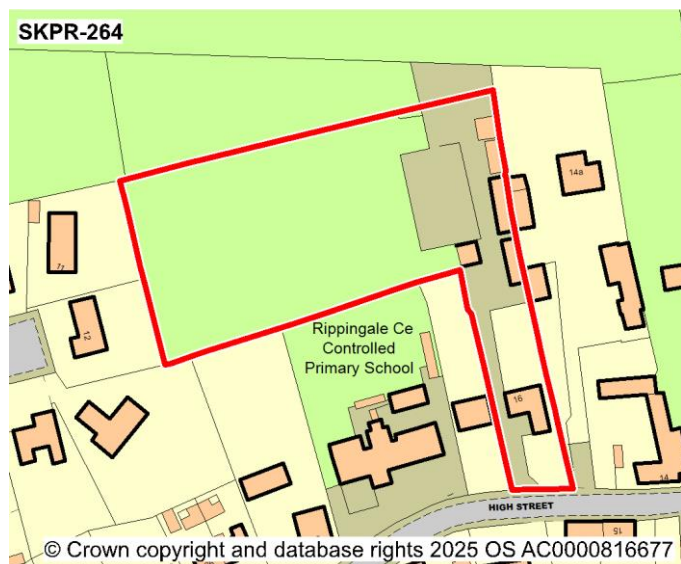 SKPR-264
14a
11
12
Rippingale Ce
Controlled
Primary School
16
14
HIGH STREET
15
© Crown copyright and database rights 2025 OS AC0000816677